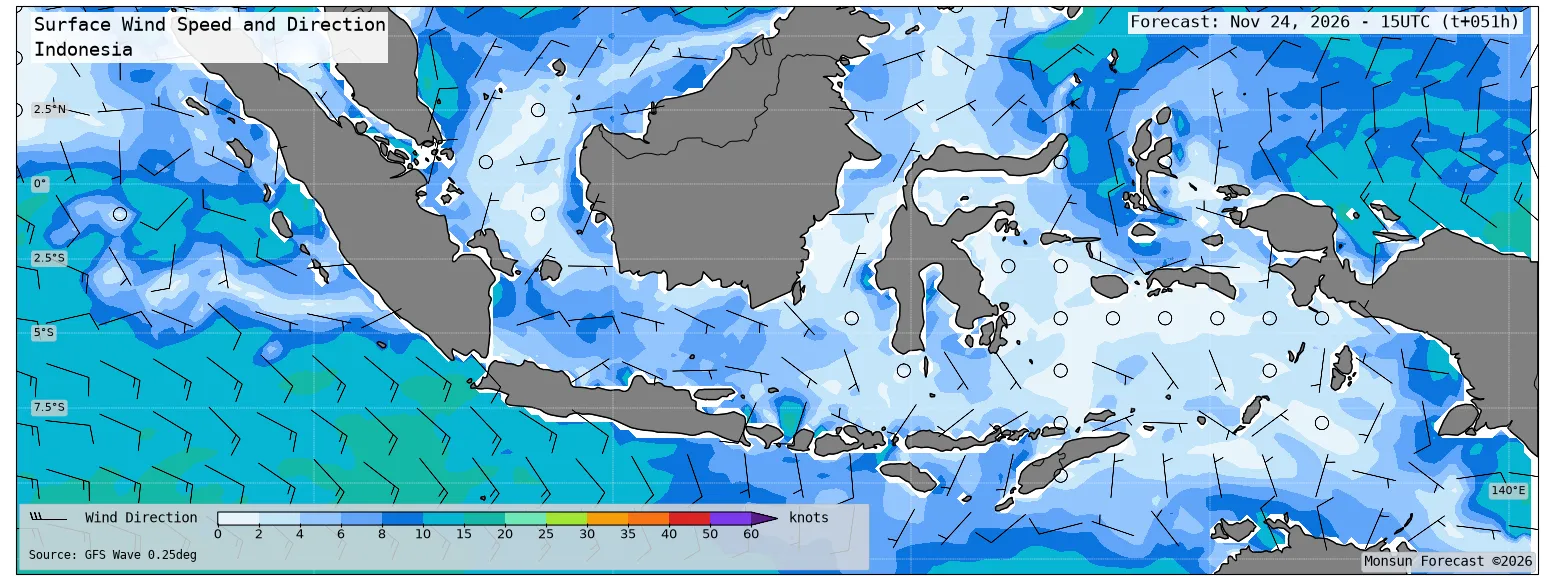 Surface Wind Speed and Direction
Indonesia
Forecast: Nov 24, 2026 - 15UTC (t+051h)
2.5°N
0°
2.5°S
5°S
7.5°S
140°E
Wind Direction
0 2 4 6 8 10 15 20 25 30 35 40 50 60
knots
Source: GFS Wave 0.25deg
Monsun Forecast ©2026